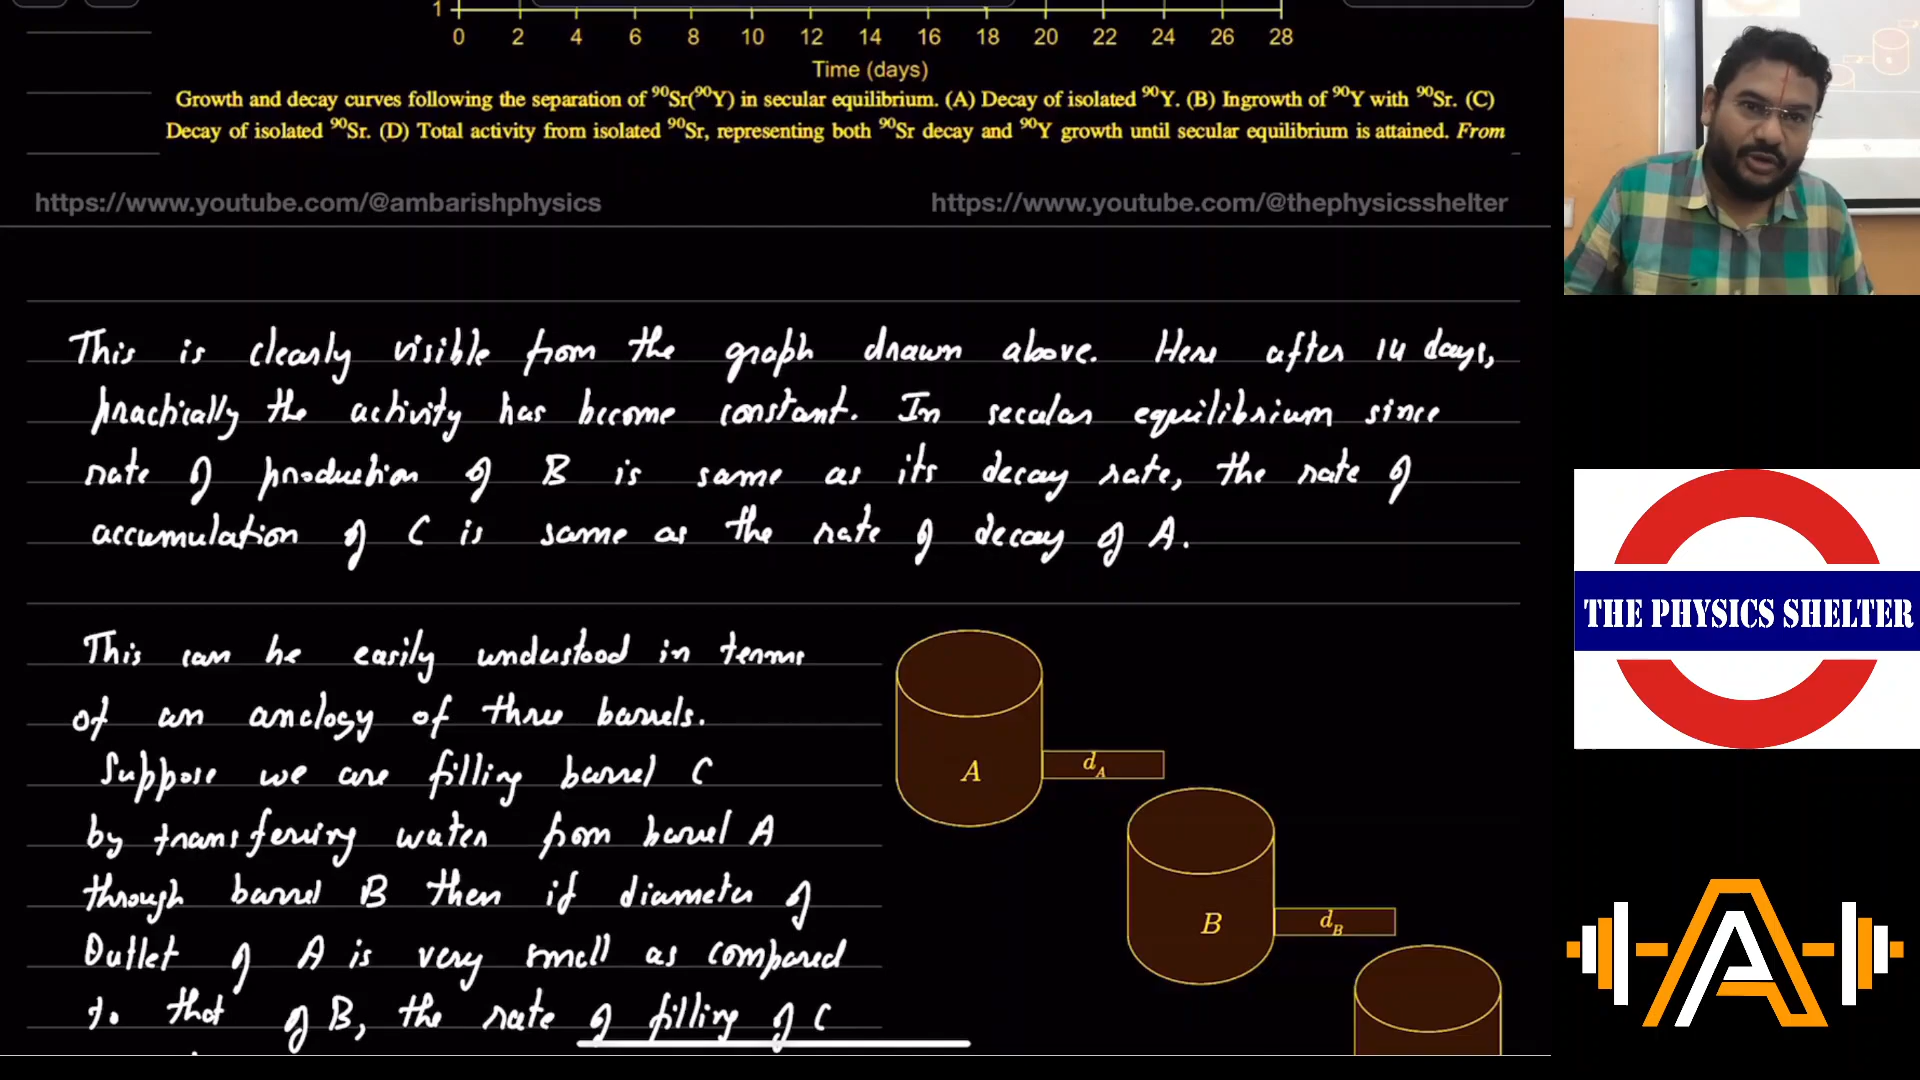 1
0 2 4 6 8 10 12 14 16 18 20 22 24 26 28
Time (days)
Growth and decay curves following the separation of ⁹⁰Sr(⁹⁰Y) in secular equilibrium. (A) Decay of isolated ⁹⁰Y. (B) Ingrowth of ⁹⁰Y with ⁹⁰Sr. (C)
Decay of isolated ⁹⁰Sr. (D) Total activity from isolated ⁹⁰Sr, representing both ⁹⁰Sr decay and ⁹⁰Y growth until secular equilibrium is attained. From
https://www.youtube.com/@ambarishphysics https://www.youtube.com/@thephysicsshelter
This is clearly visible from the graph drawn above. Here after 14 days,
practically the activity has become constant. In secular equilibrium since
rate of production of B is same as its decay rate, the rate of
accumulation of C is same as the rate of decay of A.
This can be easily understood in terms
of an analogy of three barrels.
Suppose we are filling barrel C
by transferring water from barrel A
through barrel B then if diameter of
Outlet of A is very small as compared
to that of B, the rate of filling of C
A
d_A
B
d_B
THE PHYSICS SHELTER
A